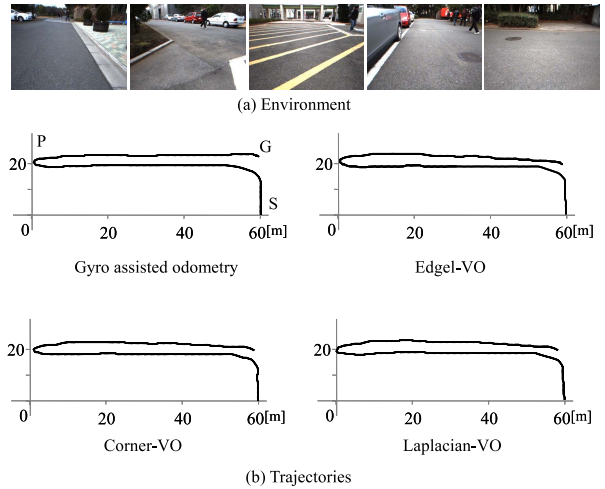 (a) Environment
P
G
20
S
0
20
40
60[m]
Gyro assisted odometry
20
0
20
40
60[m]
Edgel-VO
20
0
20
40
60[m]
Corner-VO
20
0
20
40
60[m]
Laplacian-VO
(b) Trajectories